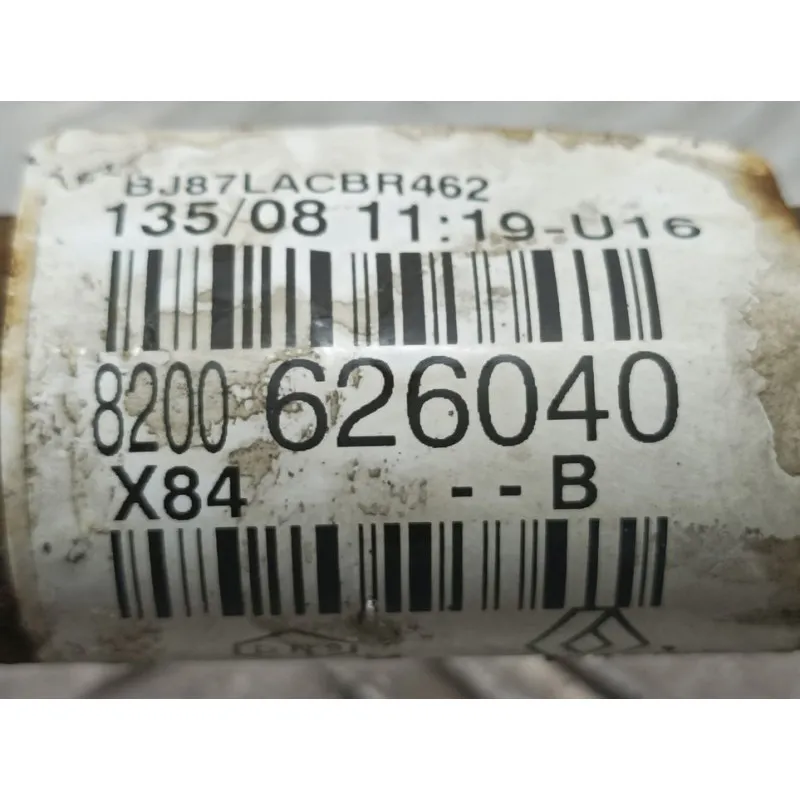 BJ87LACBR462
135/08 11:19-U16
8200 626040
X84 --B